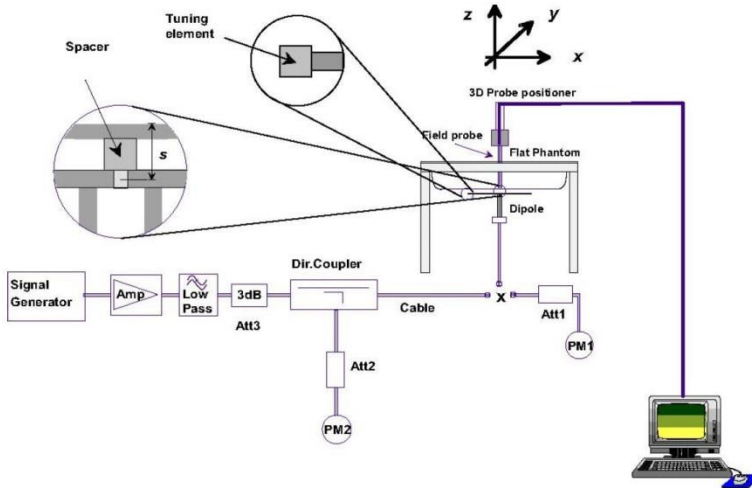 Tuning
element
Spacer
s
z
y
x
3D Probe positioner
Field probe
Flat Phantom
Dipole
Dir.Coupler
Signal
Generator
Amp
Low
Pass
3dB
Att3
Cable
x
Att1
PM1
Att2
PM2